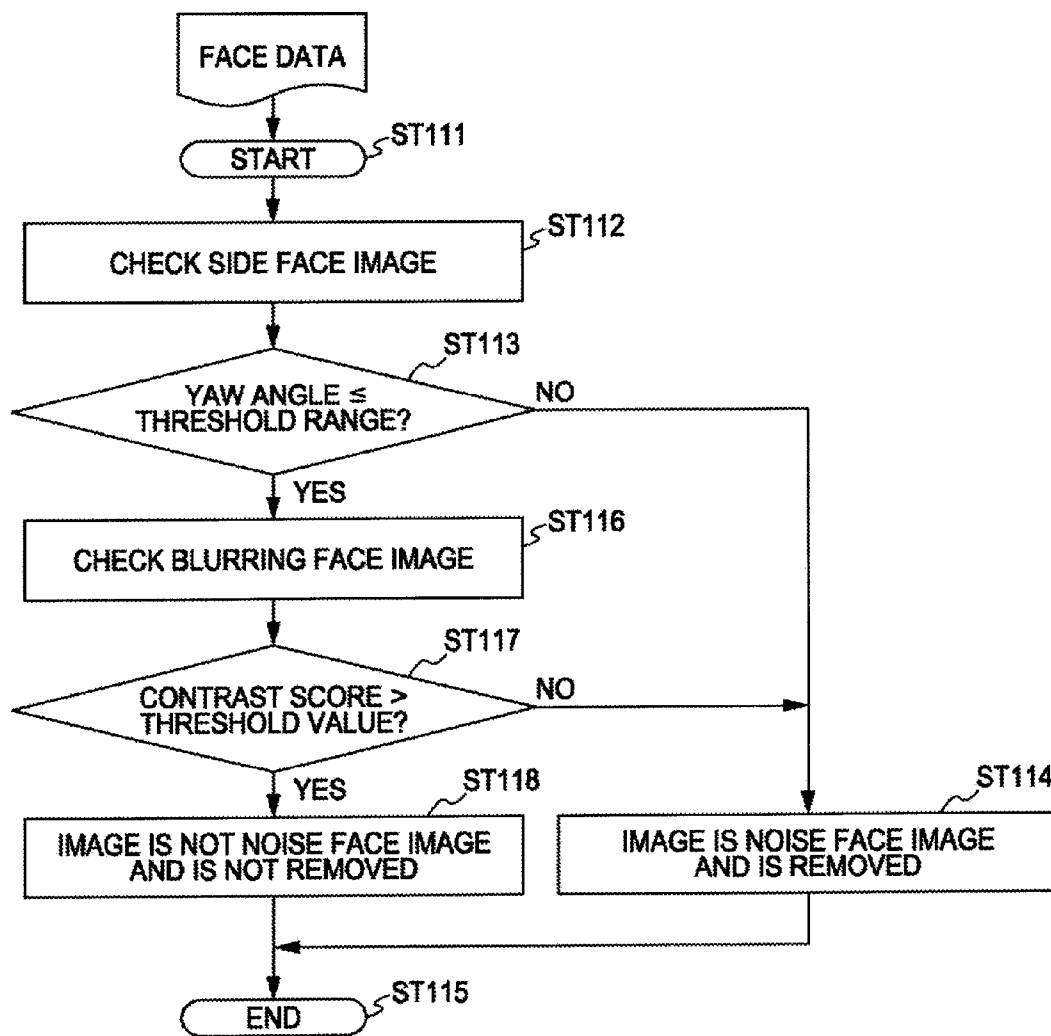 FACE DATA
START
ST111
CHECK SIDE FACE IMAGE
ST112
YAW ANGLE ≤
THRESHOLD RANGE?
ST113
NO
YES
CHECK BLURRING FACE IMAGE
ST116
CONTRAST SCORE >
THRESHOLD VALUE?
ST117
NO
YES
IMAGE IS NOT NOISE FACE IMAGE
AND IS NOT REMOVED
ST118
IMAGE IS NOISE FACE IMAGE
AND IS REMOVED
ST114
END
ST115